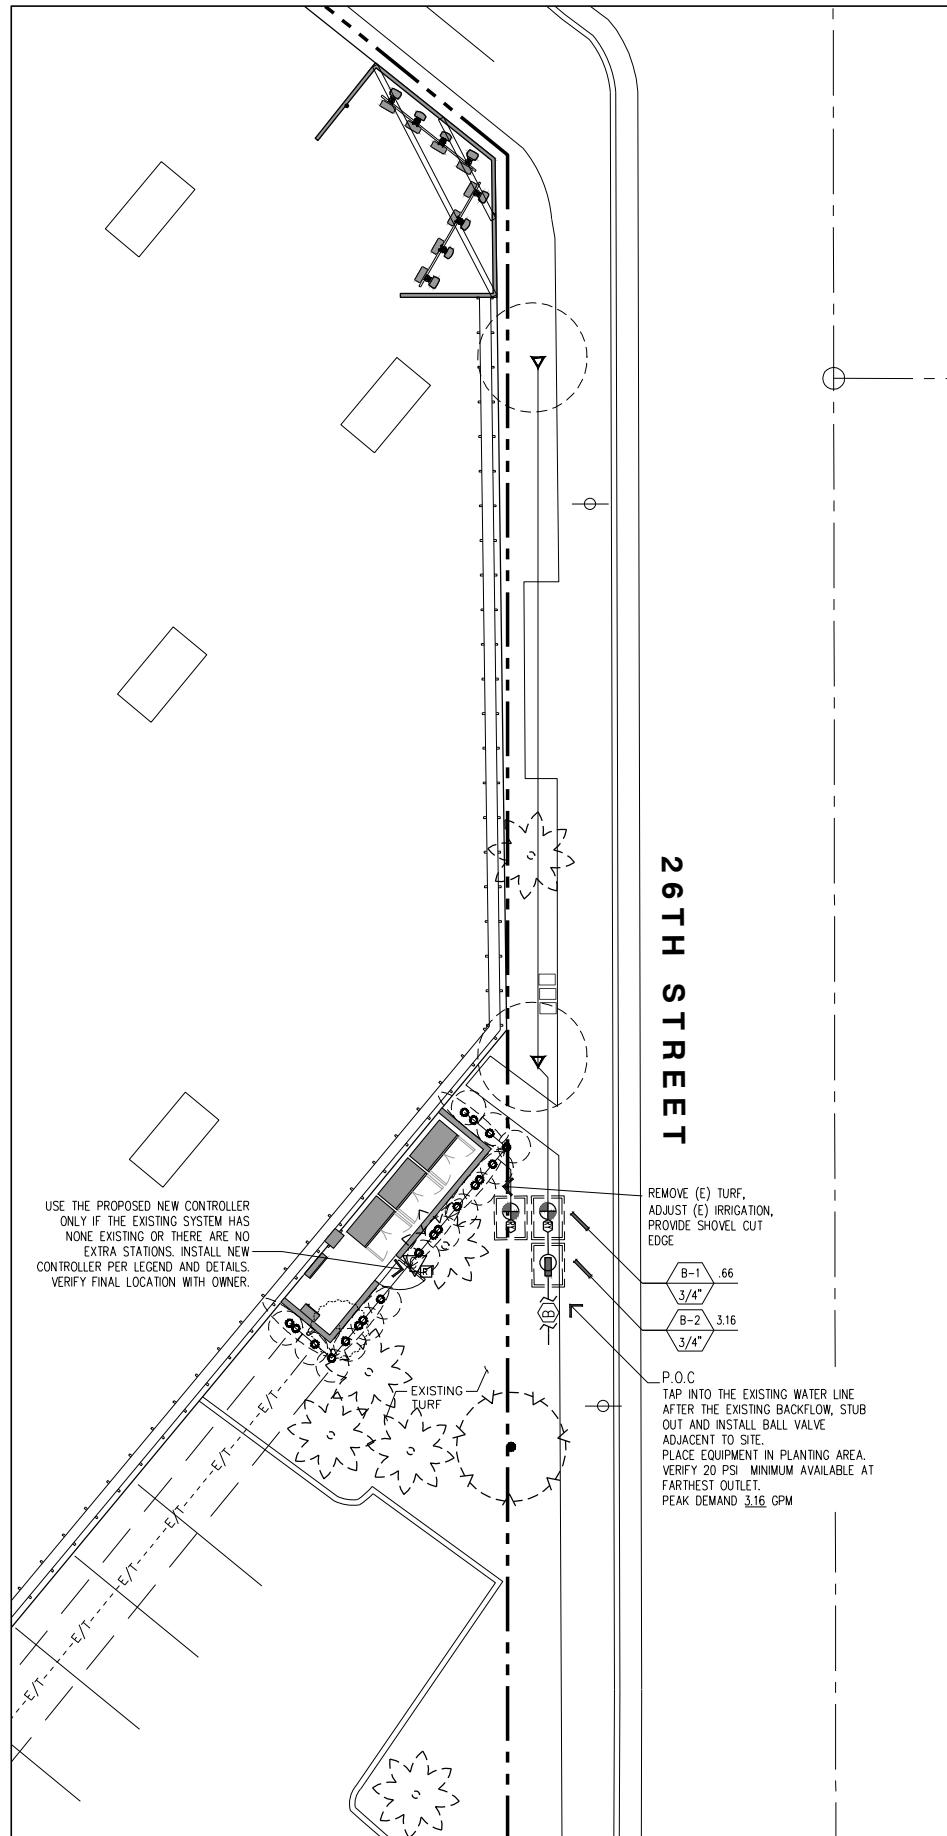 26TH STREET
USE THE PROPOSED NEW CONTROLLER
ONLY IF THE EXISTING SYSTEM HAS
NONE EXISTING OR THERE ARE NO
EXTRA STATIONS. INSTALL NEW
CONTROLLER PER LEGEND AND DETAILS.
VERIFY FINAL LOCATION WITH OWNER.
REMOVE (E) TURF,
ADJUST (E) IRRIGATION,
PROVIDE SHOVEL CUT
EDGE
B-1 .66
3/4"
B-2 3.16
3/4"
B
P.O.C
TAP INTO THE EXISTING WATER LINE
AFTER THE EXISTING BACKFLOW, STUB
OUT AND INSTALL BALL VALVE
ADJACENT TO SITE.
PLACE EQUIPMENT IN PLANTING AREA.
VERIFY 20 PSI MINIMUM AVAILABLE AT
FARTHEST OUTLET.
PEAK DEMAND 3.16 GPM
EXISTING
TURF
E/T
E/T
E/T
E/T
E/T
E/T